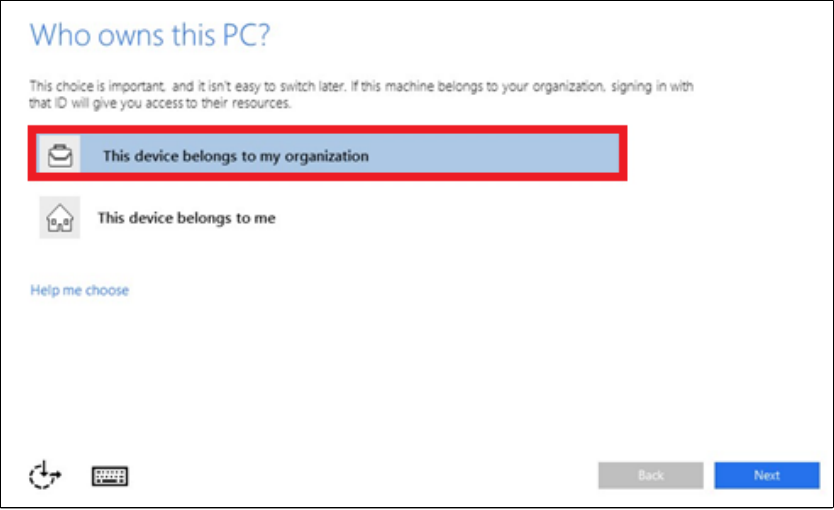 Who owns this PC?
This choice is important, and it isn't easy to switch later. If this machine belongs to your organization, signing in with
that ID will give you access to their resources.
This device belongs to my organization
This device belongs to me
Help me choose
Back
Next